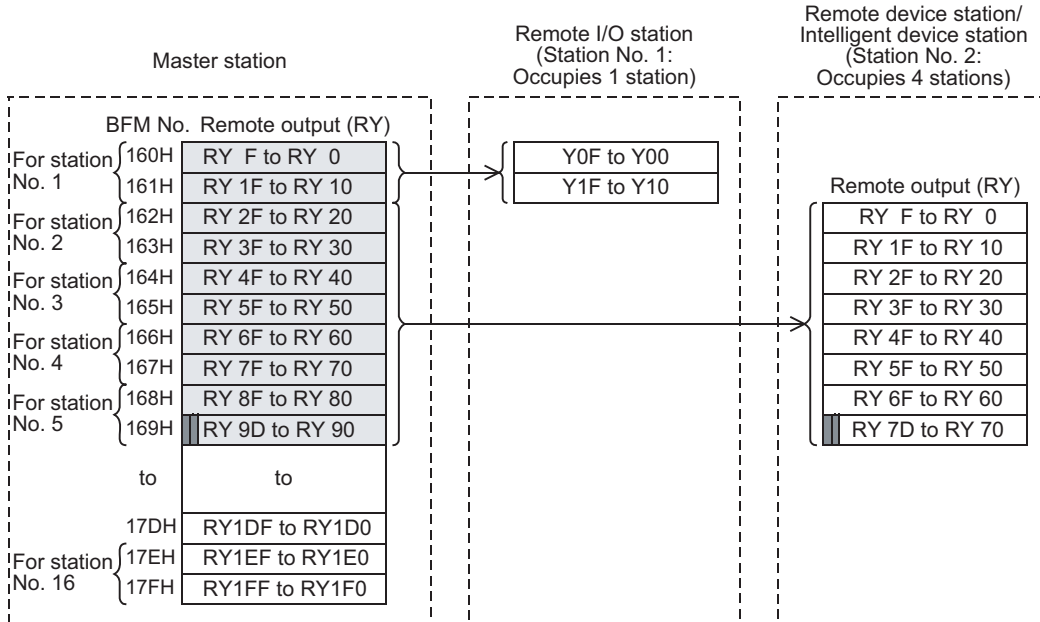 Master station
Remote I/O station
(Station No. 1:
Occupies 1 station)
Remote device station/
Intelligent device station
(Station No. 2:
Occupies 4 stations)
BFM No. Remote output (RY)
For station
No. 1
160H RY F to RY 0
161H RY 1F to RY 10
For station
No. 2
162H RY 2F to RY 20
163H RY 3F to RY 30
For station
No. 3
164H RY 4F to RY 40
165H RY 5F to RY 50
For station
No. 4
166H RY 6F to RY 60
167H RY 7F to RY 70
For station
No. 5
168H RY 8F to RY 80
169H RY 9D to RY 90
to to
17DH RY1DF to RY1D0
For station
No. 16
17EH RY1EF to RY1E0
17FH RY1FF to RY1F0
Y0F to Y00
Y1F to Y10
Remote output (RY)
RY F to RY 0
RY 1F to RY 10
RY 2F to RY 20
RY 3F to RY 30
RY 4F to RY 40
RY 5F to RY 50
RY 6F to RY 60
RY 7D to RY 70